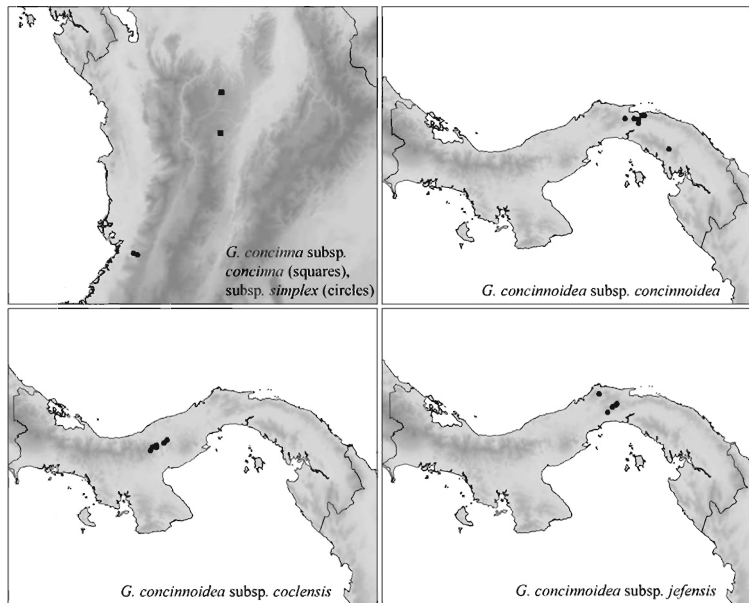 G. concinna subsp.
concinna (squares),
subsp. simplex (circles)
G. concinnoidea subsp. concinnoidea
G. concinnoidea subsp. coclensis
G. concinnoidea subsp. jefensis